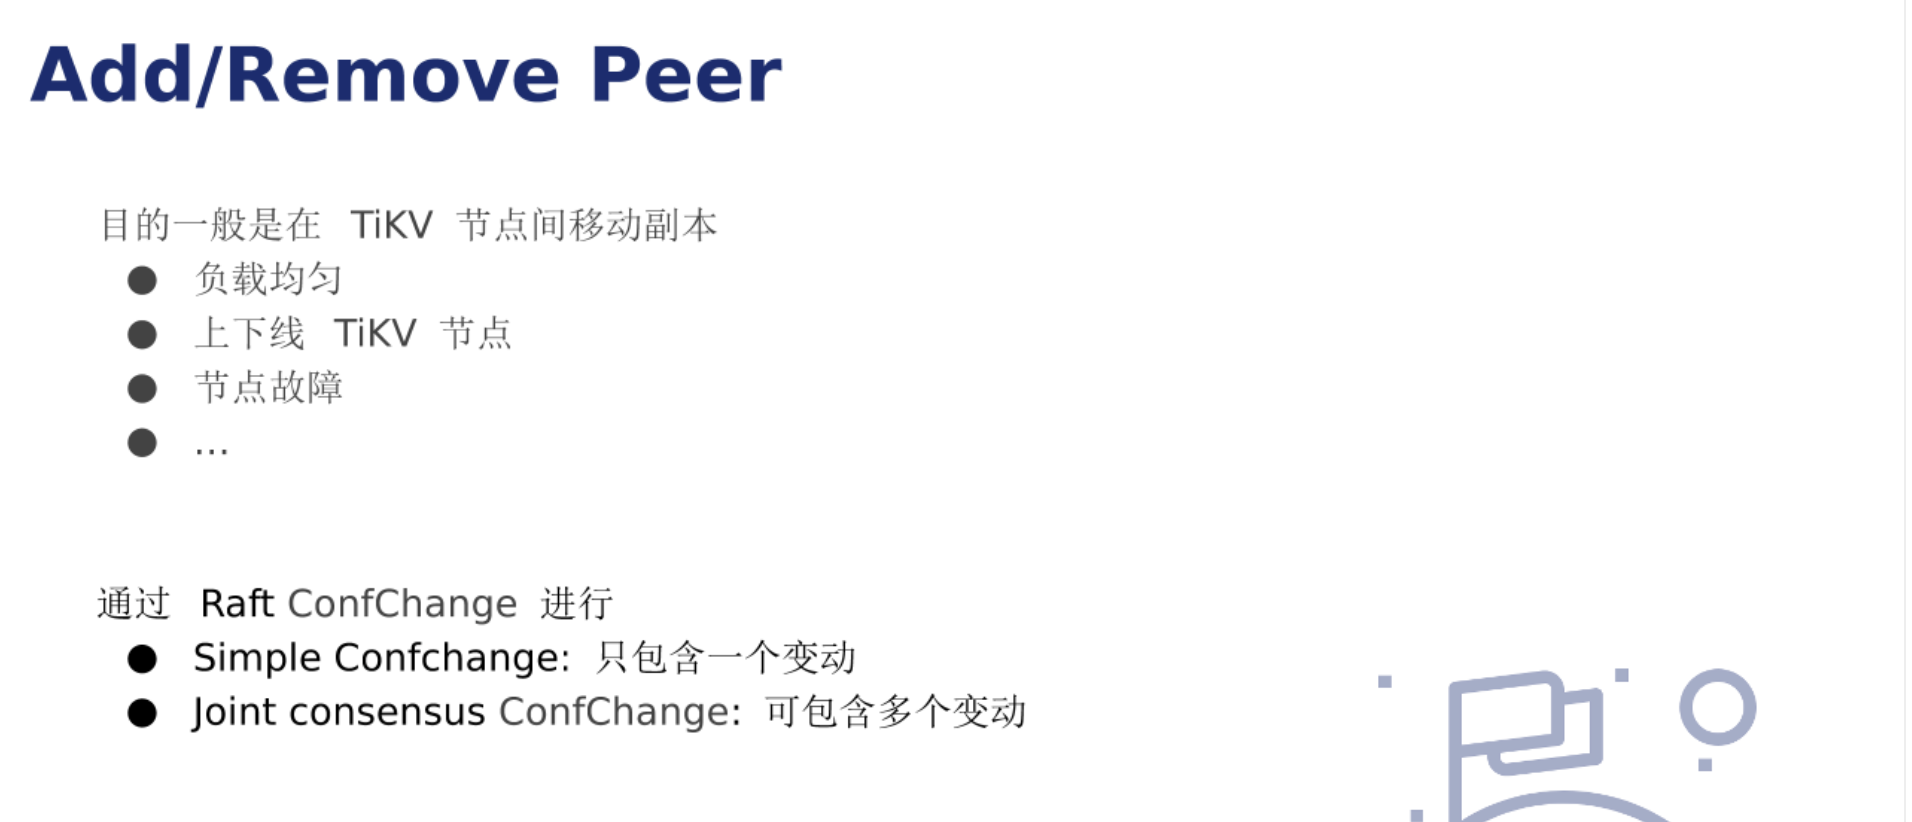 Add/Remove Peer
目的一般是在 TiKV 节点间移动副本
● 负载均匀
● 上下线 TiKV 节点
● 节点故障
● ...
通过 Raft ConfChange 进行
● Simple Confchange: 只包含一个变动
● Joint consensus ConfChange: 可包含多个变动